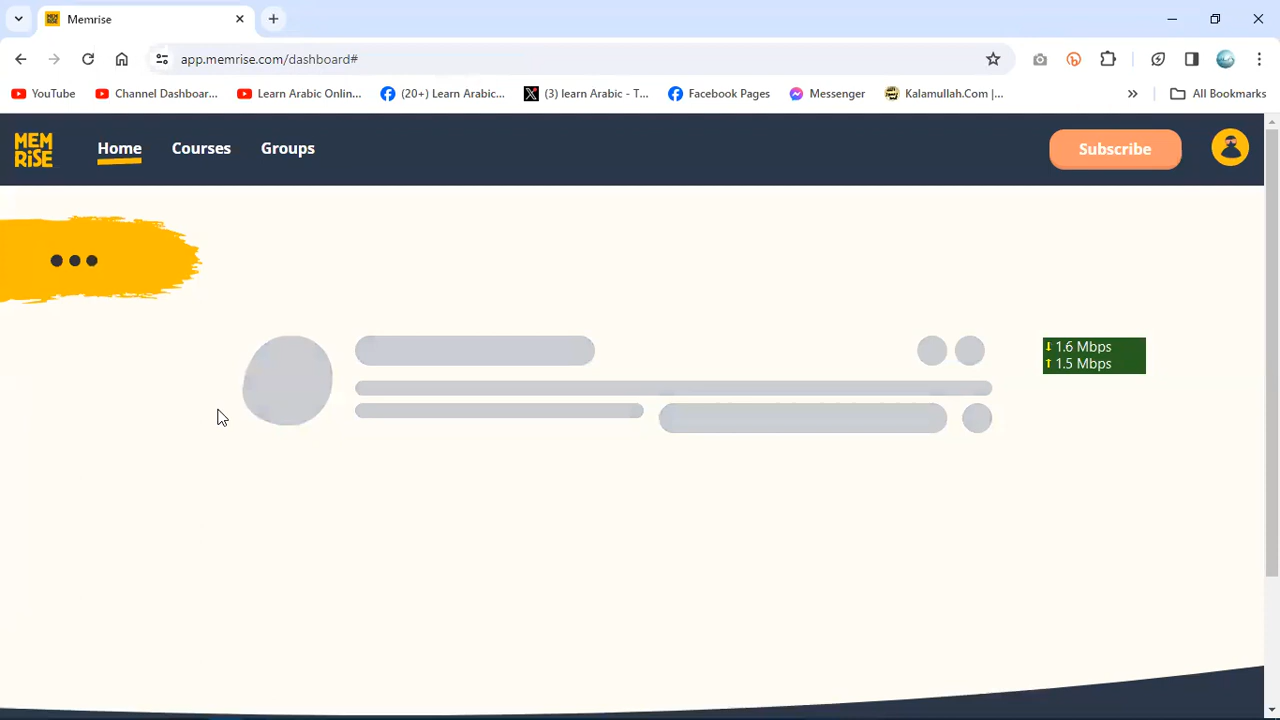 Memrise
app.memrise.com/dashboard#
YouTube
Channel Dashboar...
Learn Arabic Onlin...
(20+) Learn Arabic...
(3) learn Arabic - T...
Facebook Pages
Messenger
Kalamullah.Com |...
All Bookmarks
MEM
RiSE
Home
Courses
Groups
Subscribe
1.6 Mbps
1.5 Mbps